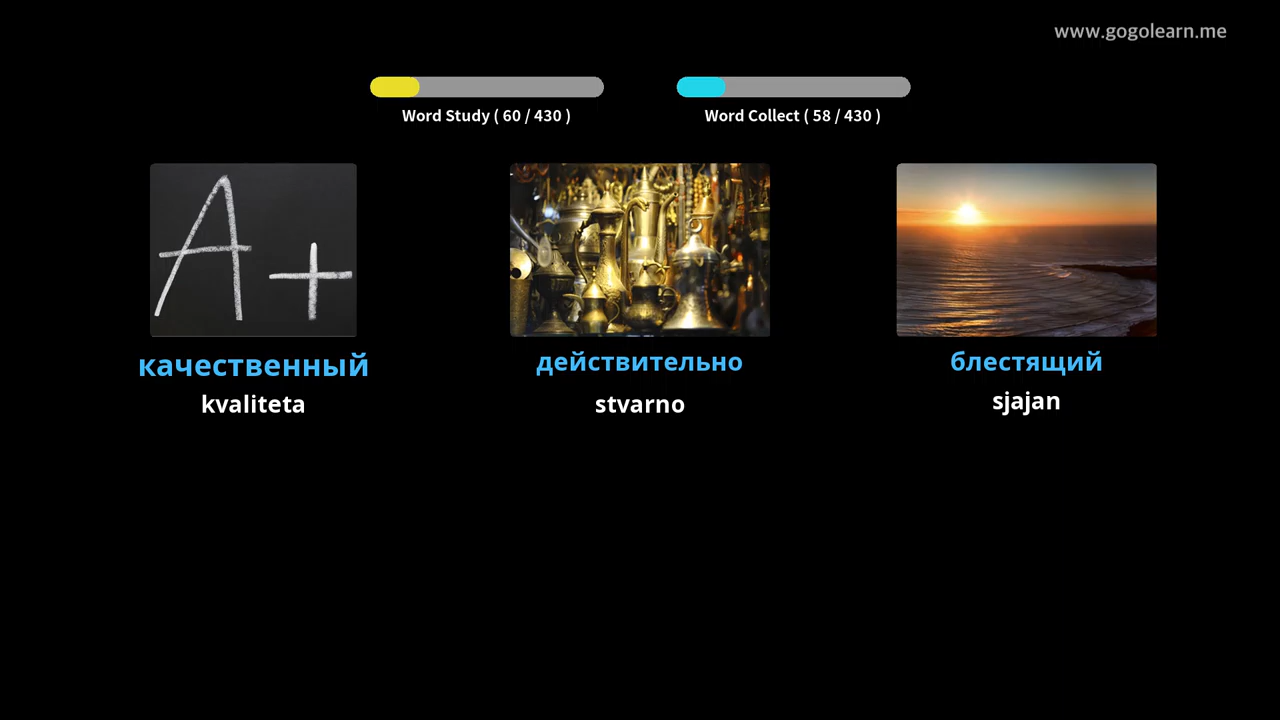 www.gogolearn.me
Word Study ( 60 / 430 )
Word Collect ( 58 / 430 )
A+
качественный
kvaliteta
действительно
stvarno
блестящий
sjajan